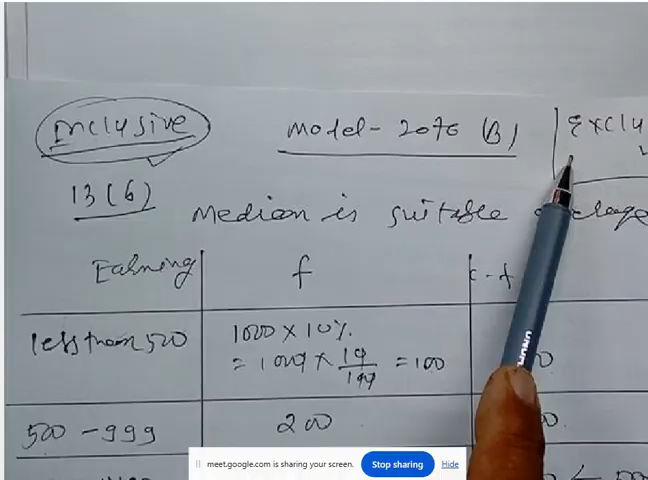 Inclusive
Model - 2076 (B)
Exclu
13(6)
Median is suitable
Earning f c.f
less than 500 1000 × 10%.
= 1000 × 10/100 = 100
500 - 999 200
meet.google.com is sharing your screen. Stop sharing Hide